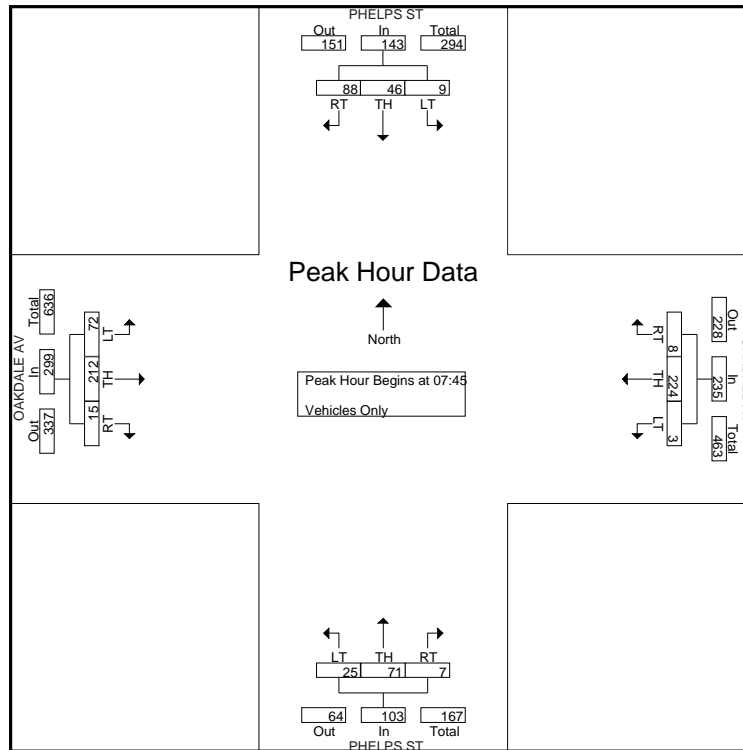 PHELPS ST
Out In Total
151 143 294
88 46 9
RT TH LT
Peak Hour Data
North
Peak Hour Begins at 07:45
Vehicles Only
OAKDALE AV
Total In Out
636 299 337
72 212 15
LT TH RT
Out In Total
228 235 463
8 224 3
RT TH LT
LT TH RT
25 71 7
64 103 167
Out In Total
PHELPS ST